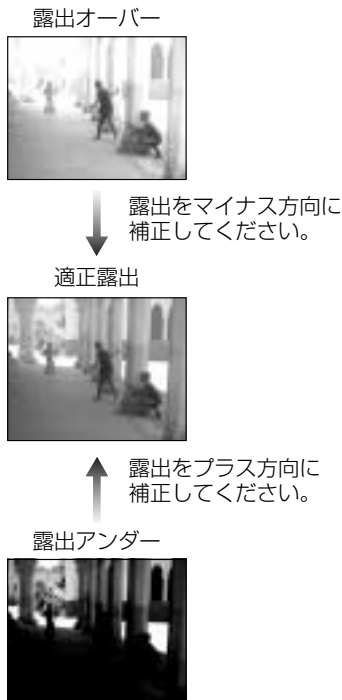 露出オーバー
露出をマイナス方向に
補正してください。
適正露出
露出をプラス方向に
補正してください。
露出アンダー